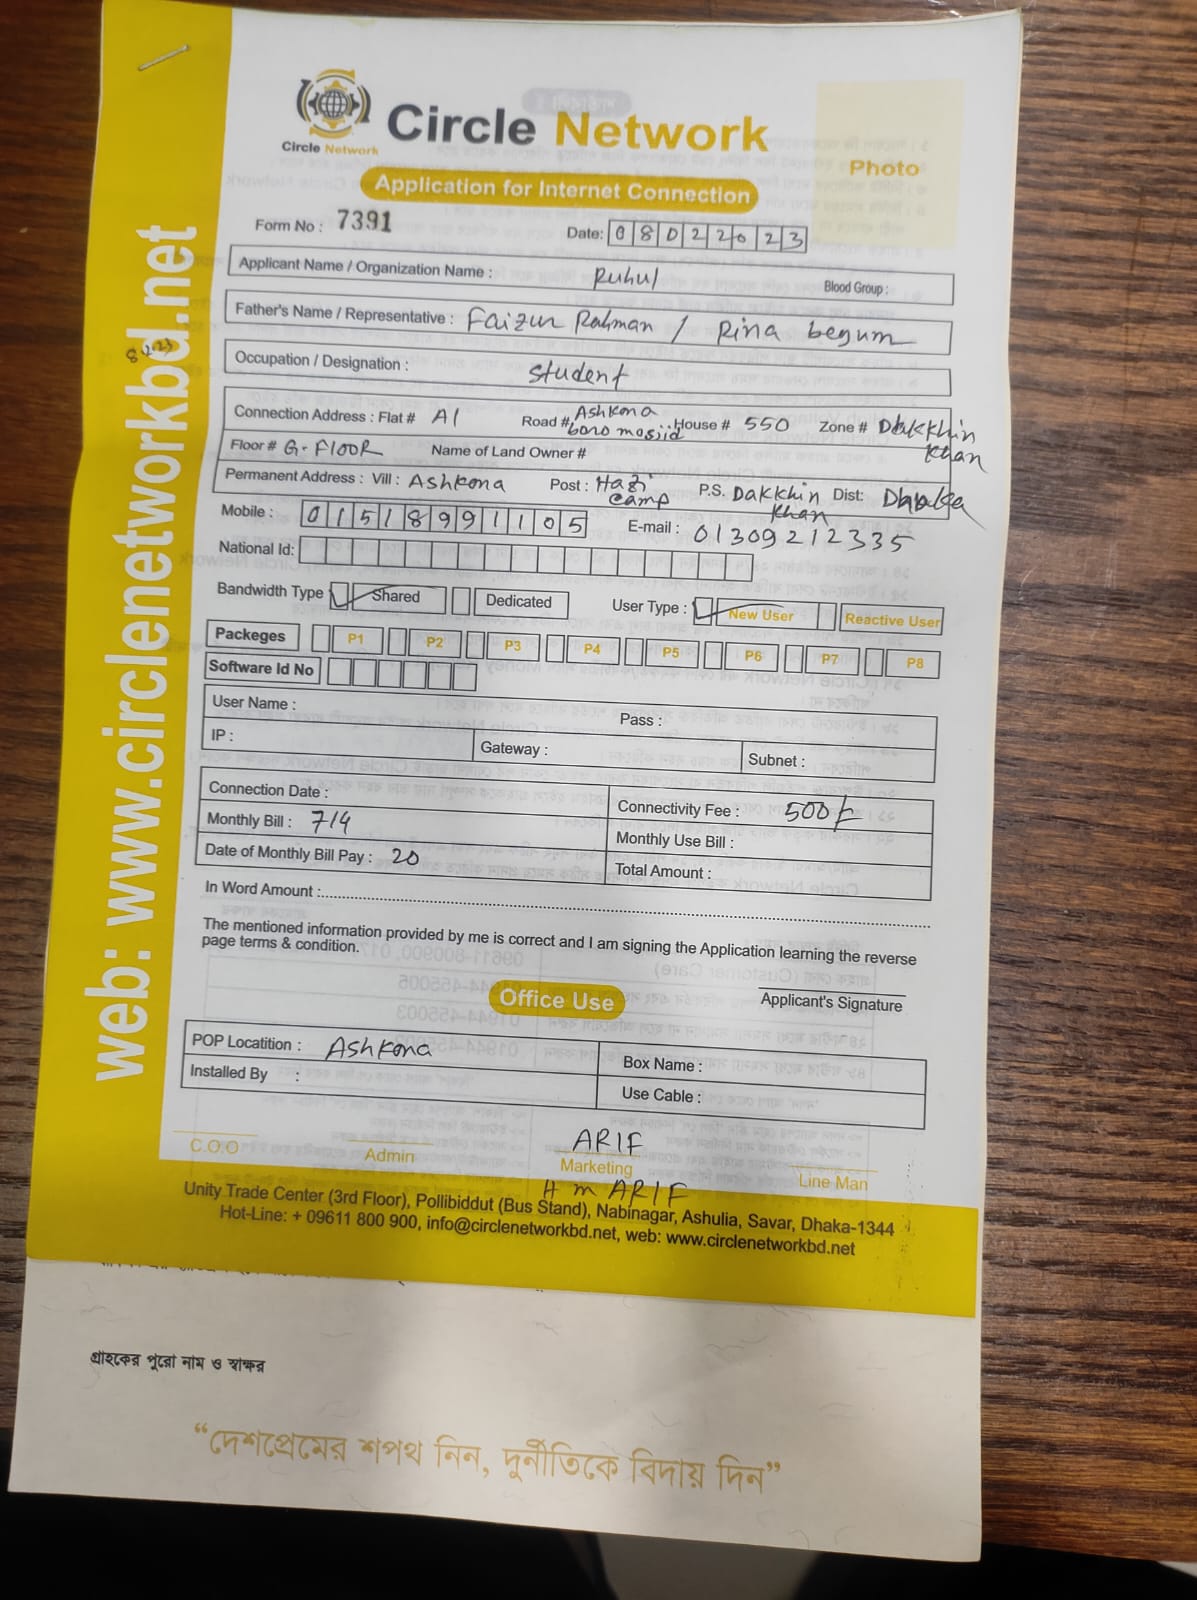 Circle Network
Circle Network
Photo
Application for Internet Connection
Form No : 7391
Date: 08022023
Applicant Name / Organization Name : Ruhul Blood Group :
Father's Name / Representative : Faizur Rahman / Rina begum
Occupation / Designation : Student
Connection Address : Flat # A1 Road # Ashkona boro masjid House # 550 Zone # Dakkhin Khan
Floor # G-FlooR Name of Land Owner #
Permanent Address : Vill : Ashkona Post : Hazi Camp P.S. Dakkhin Khan Dist: Dhaka
Mobile : 01518991105 E-mail : 01309212335
National Id:
Bandwidth Type Shared Dedicated User Type : New User Reactive User
Packeges P1 P2 P3 P4 P5 P6 P7 P8
Software Id No
User Name : Pass :
IP : Gateway : Subnet :
Connection Date : Connectivity Fee : 500/-
Monthly Bill : 714 Monthly Use Bill :
Date of Monthly Bill Pay : 20 Total Amount :
In Word Amount :
The mentioned information provided by me is correct and I am signing the Application learning the reverse
page terms & condition.
Applicant's Signature
Office Use
POP Locatition : Ashkona Box Name :
Installed By : Use Cable :
ARIF
C.O.O Admin Marketing Line Man
H m ARIF
Unity Trade Center (3rd Floor), Pollibiddut (Bus Stand), Nabinagar, Ashulia, Savar, Dhaka-1344
Hot-Line: + 09611 800 900, info@circlenetworkbd.net, web: www.circlenetworkbd.net
web: www.circlenetworkbd.net
8.2.23
গ্রাহকের পুরো নাম ও স্বাক্ষর
“দেশপ্রেমের শপথ নিন, দুর্নীতিকে বিদায় দিন”